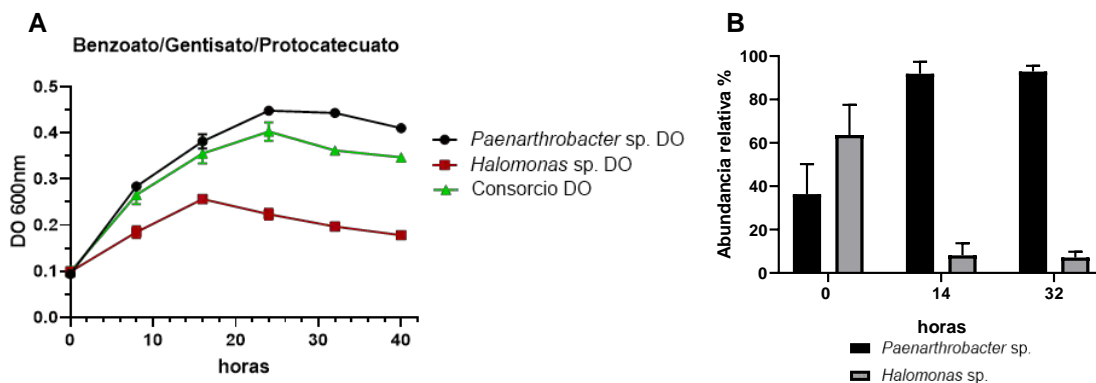 A
Benzoato/Gentisato/Protocatecuato
0.5
0.4
0.3
0.2
0.1
0.0
DO 600nm
0 10 20 30 40
horas
Paenarthrobacter sp. DO
Halomonas sp. DO
Consorcio DO
B
100
80
60
40
20
0
Abundancia relativa %
0 14 32
horas
Paenarthrobacter sp.
Halomonas sp.